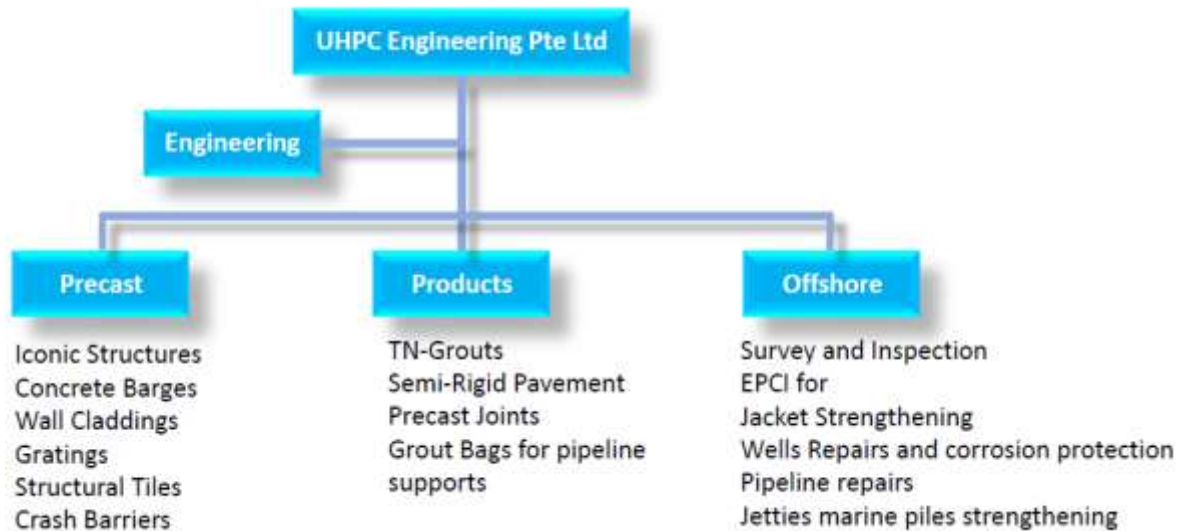 UHPC Engineering Pte Ltd
Engineering
Precast
Iconic Structures
Concrete Barges
Wall Claddings
Gratings
Structural Tiles
Crash Barriers
Products
TN-Grouts
Semi-Rigid Pavement
Precast Joints
Grout Bags for pipeline
supports
Offshore
Survey and Inspection
EPCI for
Jacket Strengthening
Wells Repairs and corrosion protection
Pipeline repairs
Jetties marine piles strengthening